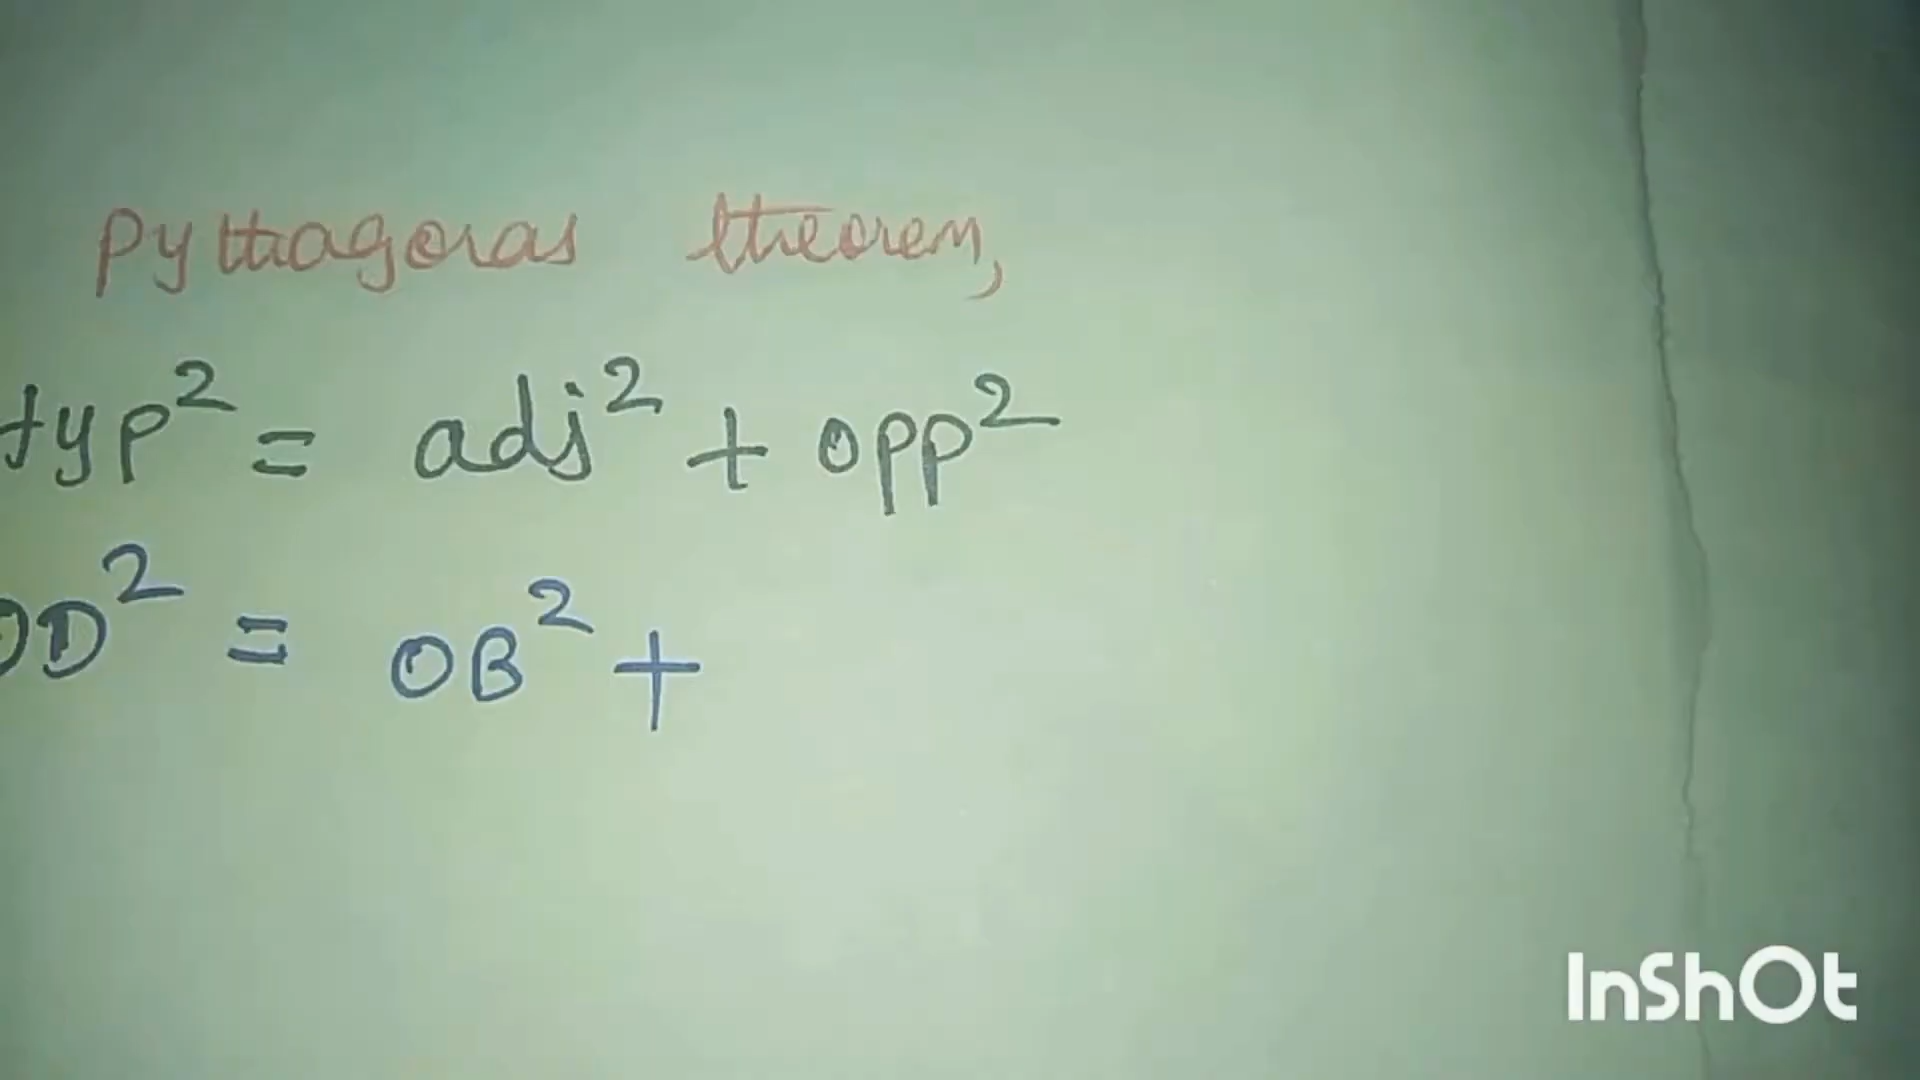 Pythagoras theorem,
Hyp² = adj² + opp²
OD² = OB² +
InShOt